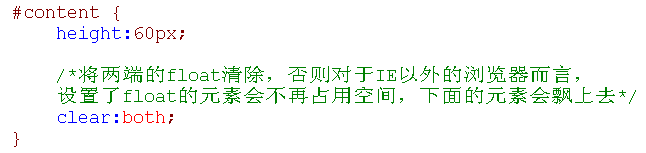 #content {
height:60px;
/*将两端的float清除，否则对于IE以外的浏览器而言，
设置了float的元素会不再占用空间，下面的元素会飘上去*/
clear:both;
}